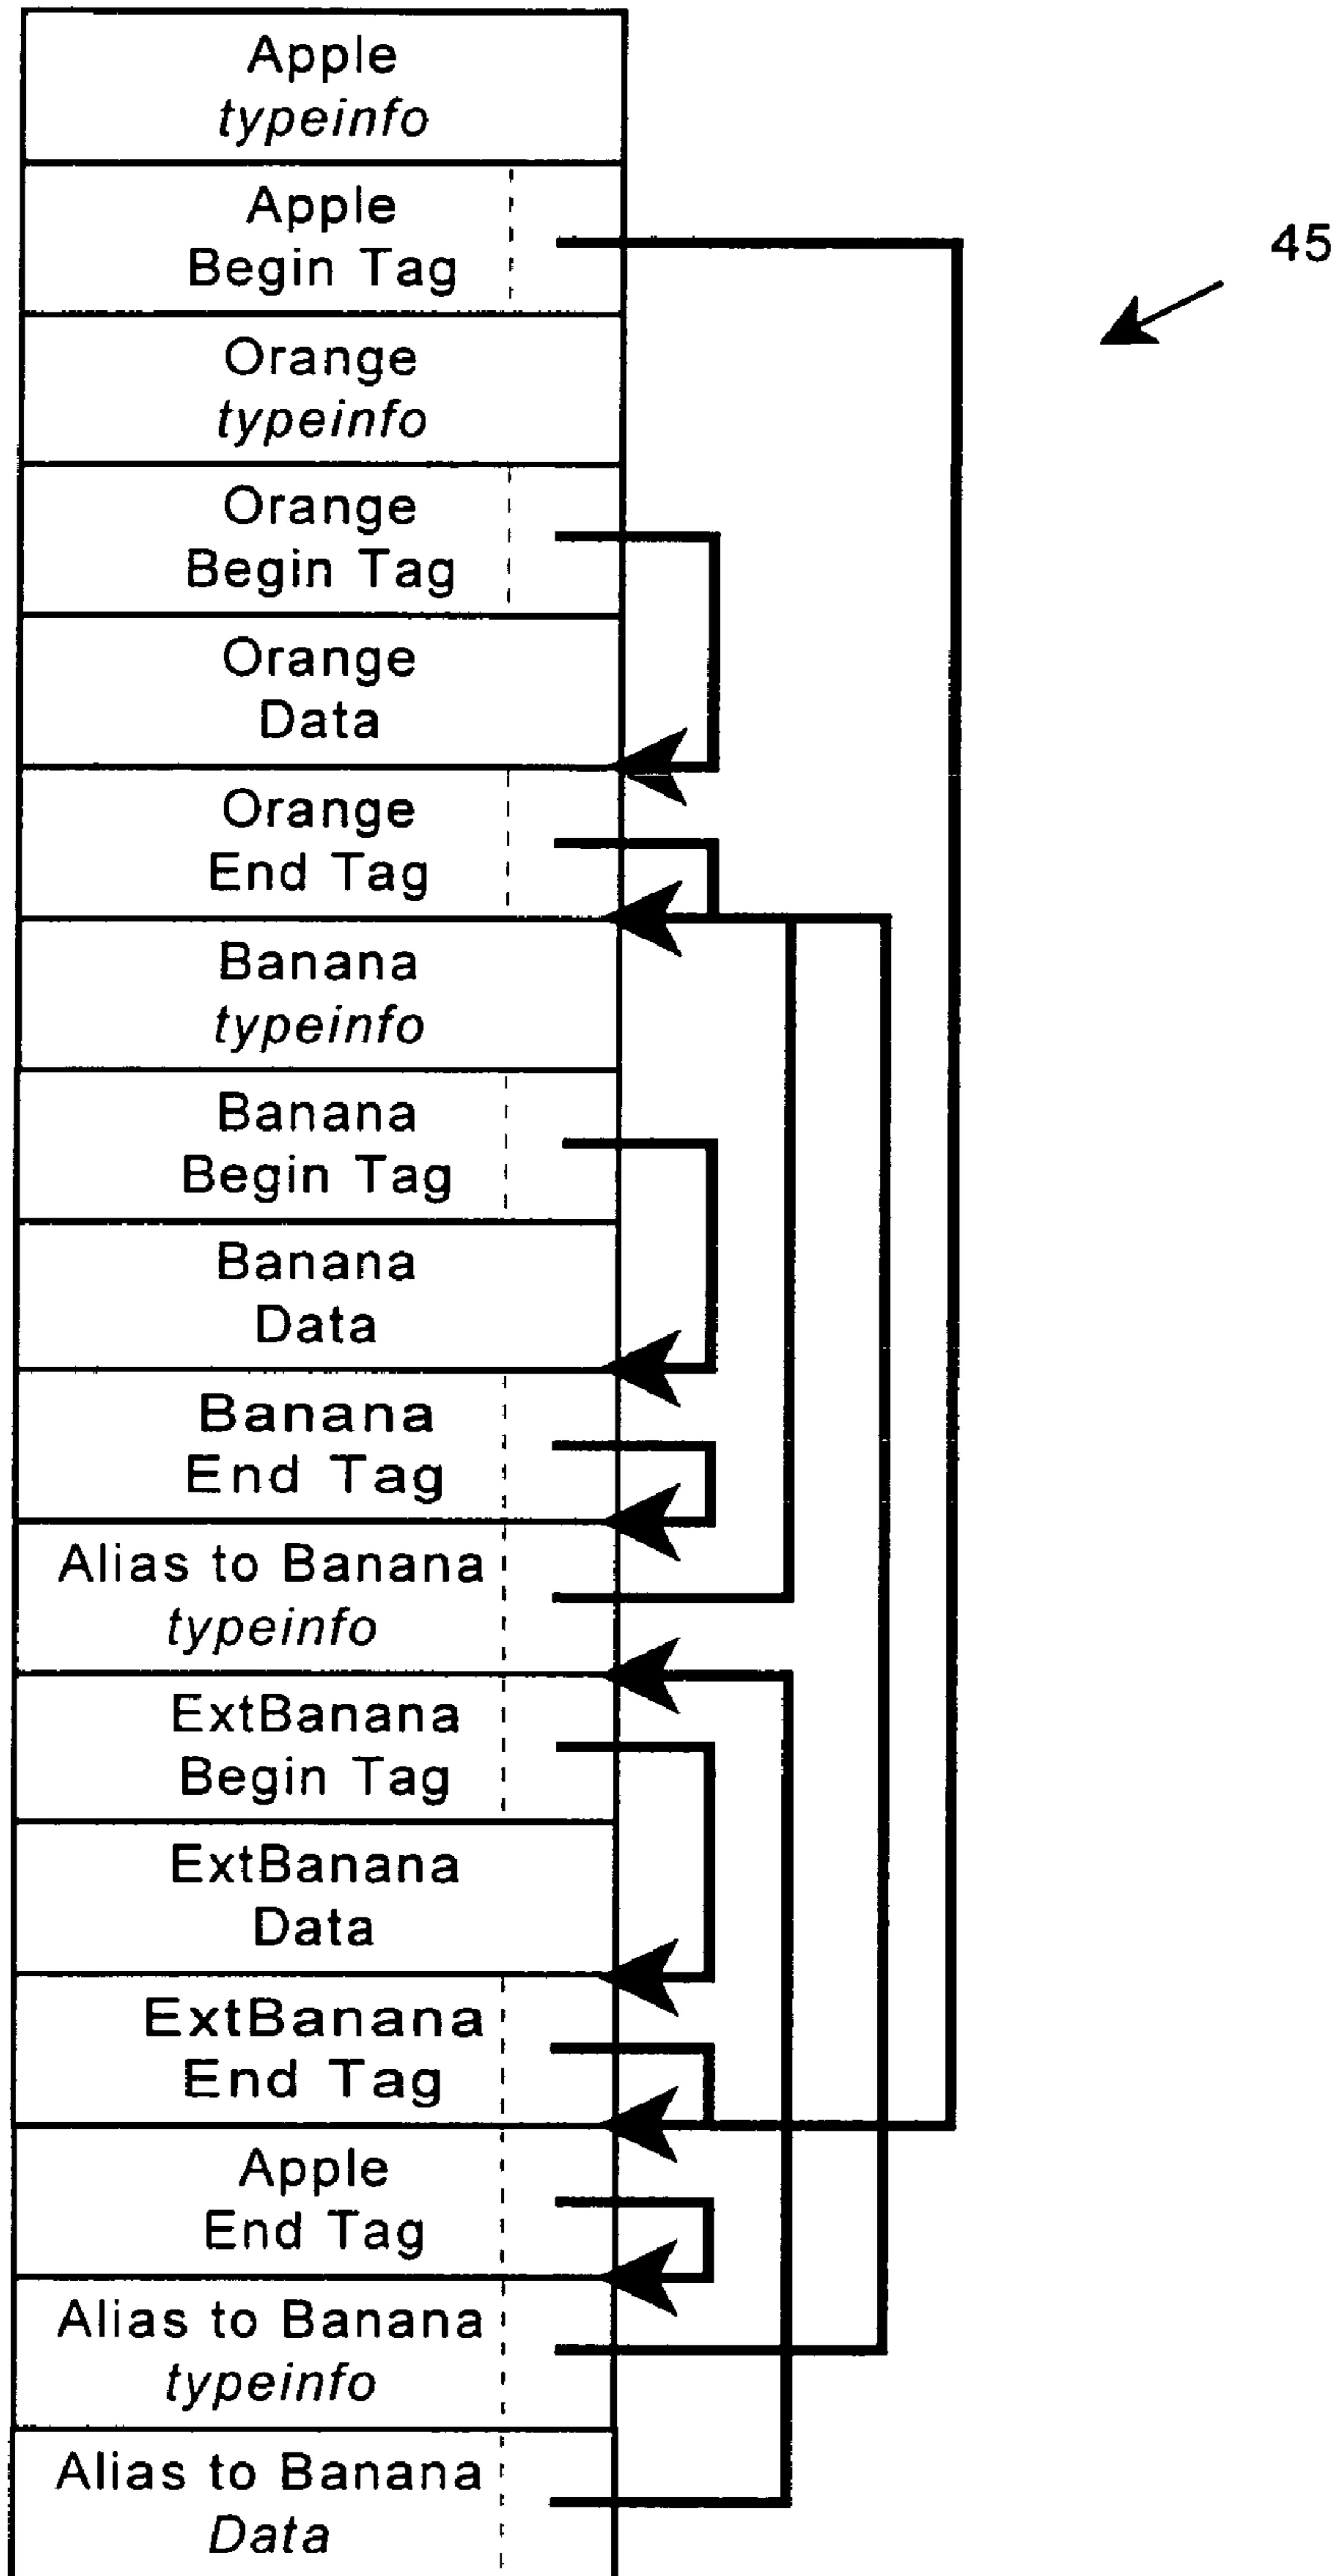 Apple
typeinfo
Apple
Begin Tag
45
Orange
typeinfo
Orange
Begin Tag
Orange
Data
Orange
End Tag
Banana
typeinfo
Banana
Begin Tag
Banana
Data
Banana
End Tag
Alias to Banana
typeinfo
ExtBanana
Begin Tag
ExtBanana
Data
ExtBanana
End Tag
Apple
End Tag
Alias to Banana
typeinfo
Alias to Banana
Data